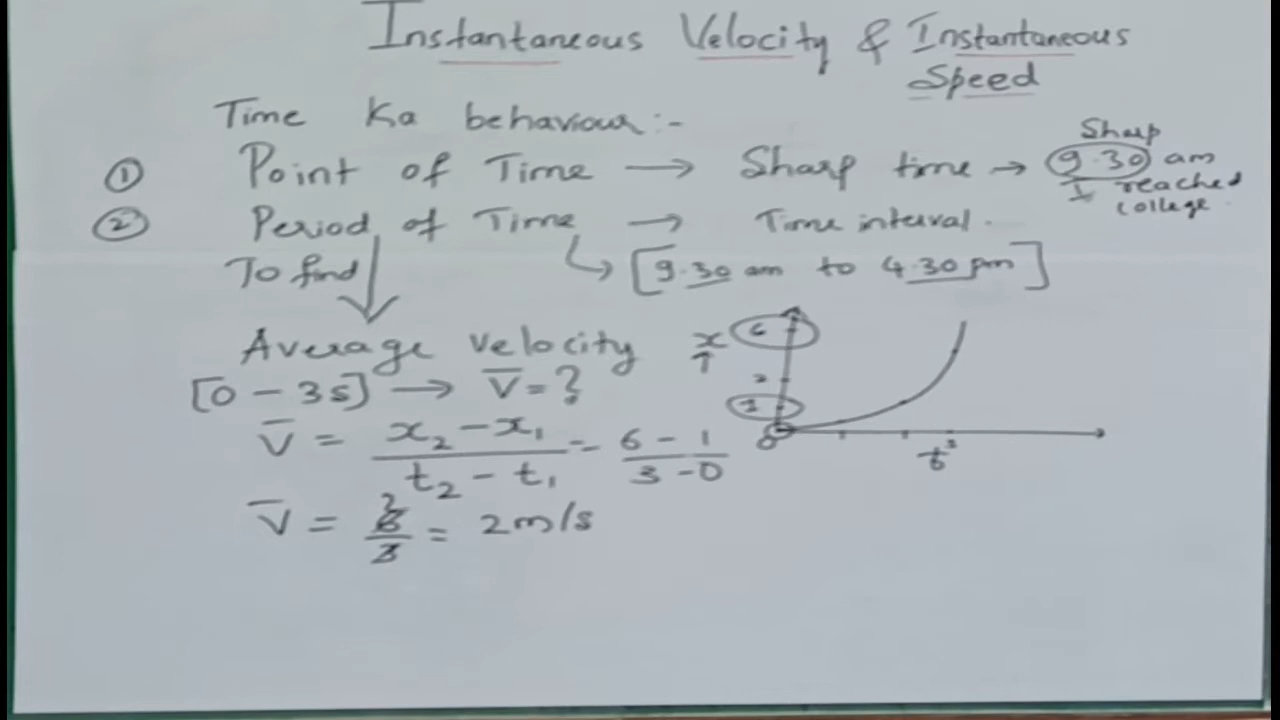 Instantaneous Velocity & Instantaneous
Speed
Time Ka behaviour:-
① Point of Time → Sharp time → 9.30 am
Sharp
I reached
college
② Period of Time → Time interval.
[9.30 am to 4.30 pm]
To find
Average velocity
[0 - 3s] → V̅ = ?
V̅ = x₂ - x₁ / t₂ - t₁ = 6 - 1 / 3 - 0
V̅ = 6/3 = 2 m/s
2
x
↑
6
2
1
0
t